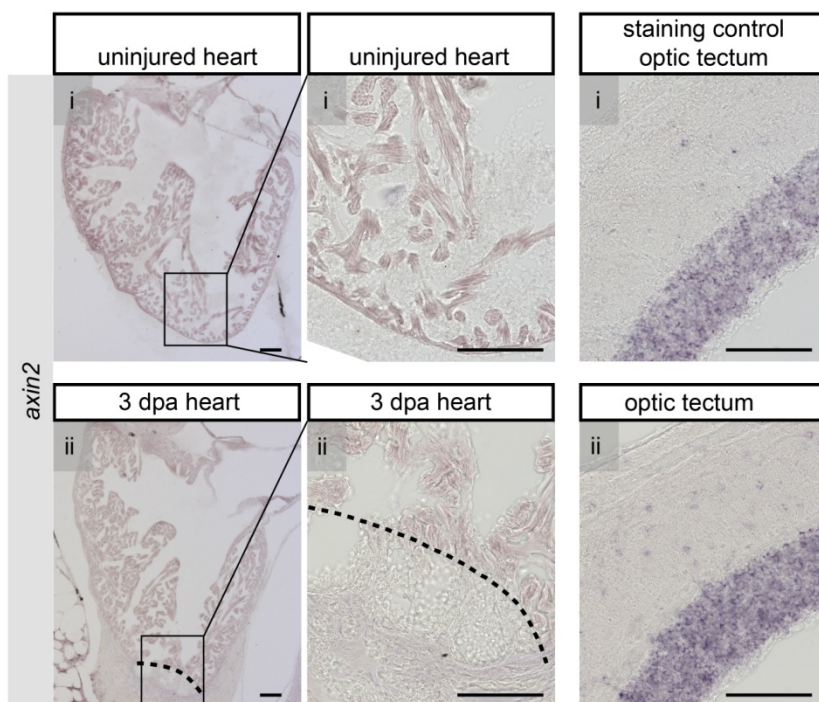 uninjured heart
uninjured heart
staining control
optic tectum
i
i
i
axin2
3 dpa heart
3 dpa heart
optic tectum
ii
ii
ii